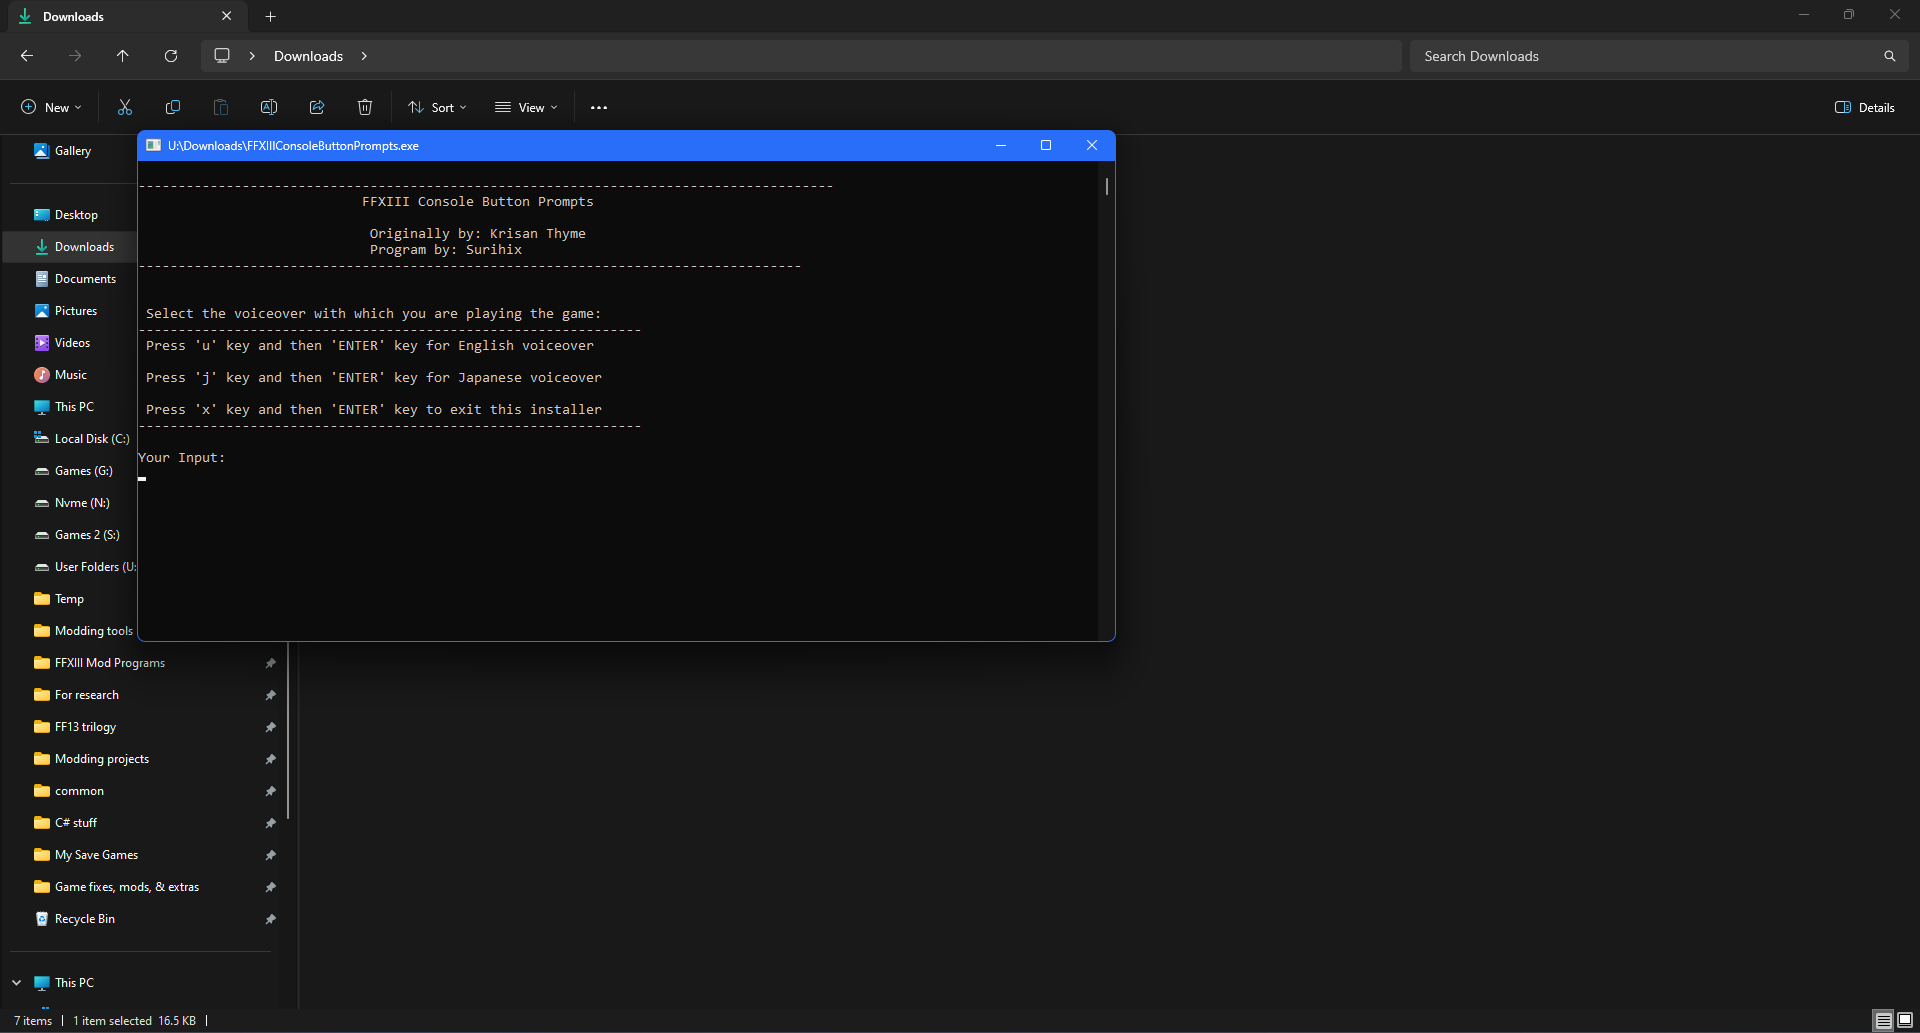 Downloads
Downloads
Search Downloads
New
Sort
View
Details
U:\Downloads\FFXIIIConsoleButtonPrompts.exe
---------------------------------------------------------------------------------------
FFXIII Console Button Prompts
Originally by: Krisan Thyme
Program by: Surihix
-----------------------------------------------------------------------------------
Select the voiceover with which you are playing the game:
---------------------------------------------------------------
Press 'u' key and then 'ENTER' key for English voiceover
Press 'j' key and then 'ENTER' key for Japanese voiceover
Press 'x' key and then 'ENTER' key to exit this installer
---------------------------------------------------------------
Your Input:
Gallery
Desktop
Downloads
Documents
Pictures
Videos
Music
This PC
Local Disk (C:)
Games (G:)
Nvme (N:)
Games 2 (S:)
User Folders (U:
Temp
Modding tools
FFXIII Mod Programs
For research
FF13 trilogy
Modding projects
common
C# stuff
My Save Games
Game fixes, mods, & extras
Recycle Bin
This PC
7 items | 1 item selected 16.5 KB |